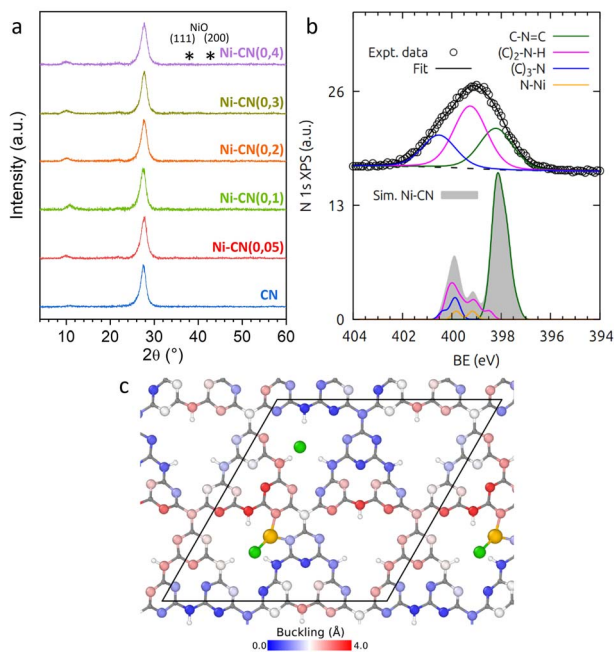 a
NiO
(111) (200)
* *
Ni-CN(0,4)
Ni-CN(0,3)
Ni-CN(0,2)
Ni-CN(0,1)
Ni-CN(0,05)
CN
Intensity (a.u.)
4 10 20 30 40 50 60
2θ (°)
b
Expt. data
Fit
C-N=C
(C)₂-N-H
(C)₃-N
N-Ni
Sim. Ni-CN
N 1s XPS (a.u.)
26
13
0
404 402 400 398 396 394
BE (eV)
c
Buckling (Å)
0.0 4.0